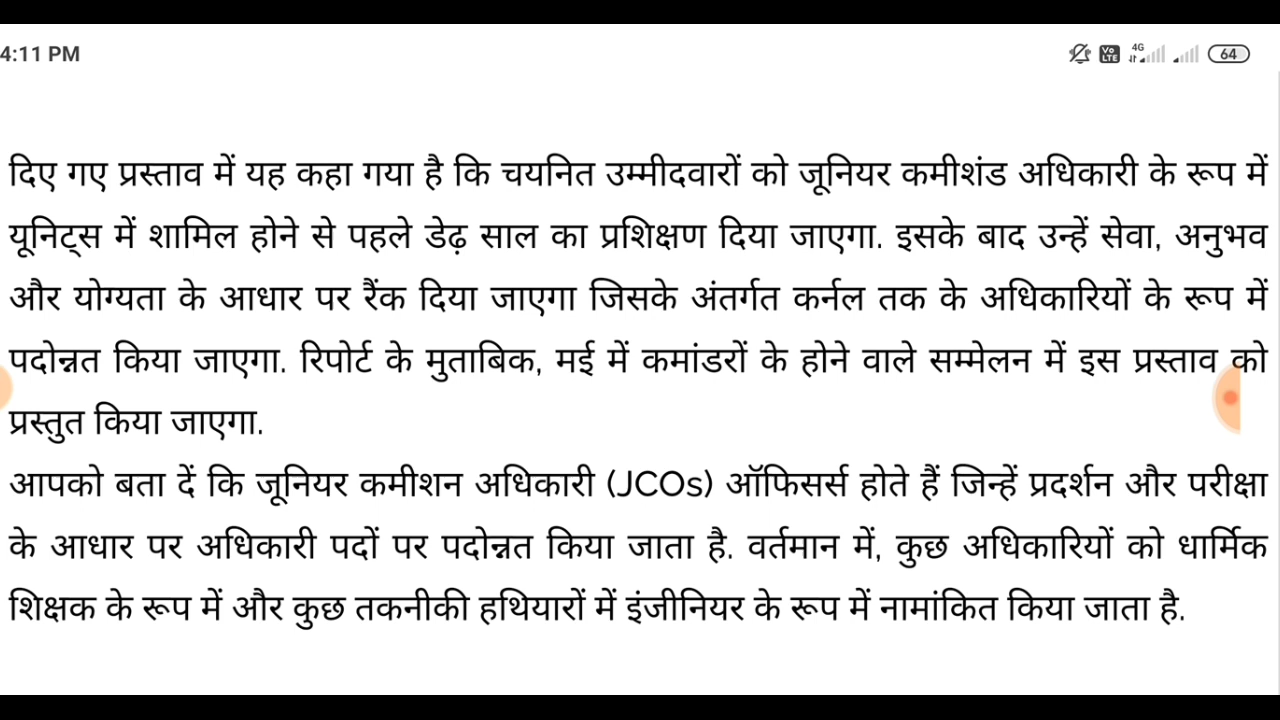 4:11 PM
4G
Vo LTE
64
दिए गए प्रस्ताव में यह कहा गया है कि चयनित उम्मीदवारों को जूनियर कमीशंड अधिकारी के रूप में
यूनिट्स में शामिल होने से पहले डेढ़ साल का प्रशिक्षण दिया जाएगा. इसके बाद उन्हें सेवा, अनुभव
और योग्यता के आधार पर रैंक दिया जाएगा जिसके अंतर्गत कर्नल तक के अधिकारियों के रूप में
पदोन्नत किया जाएगा. रिपोर्ट के मुताबिक, मई में कमांडरों के होने वाले सम्मेलन में इस प्रस्ताव को
प्रस्तुत किया जाएगा.
आपको बता दें कि जूनियर कमीशन अधिकारी (JCOs) ऑफिसर्स होते हैं जिन्हें प्रदर्शन और परीक्षा
के आधार पर अधिकारी पदों पर पदोन्नत किया जाता है. वर्तमान में, कुछ अधिकारियों को धार्मिक
शिक्षक के रूप में और कुछ तकनीकी हथियारों में इंजीनियर के रूप में नामांकित किया जाता है.